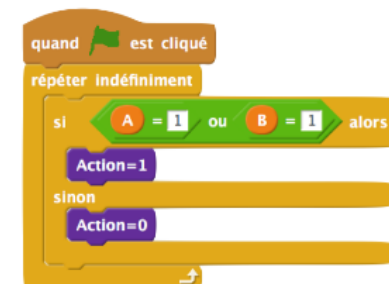 quand est cliqué
répéter indéfiniment
si A = 1 ou B = 1 alors
Action=1
sinon
Action=0